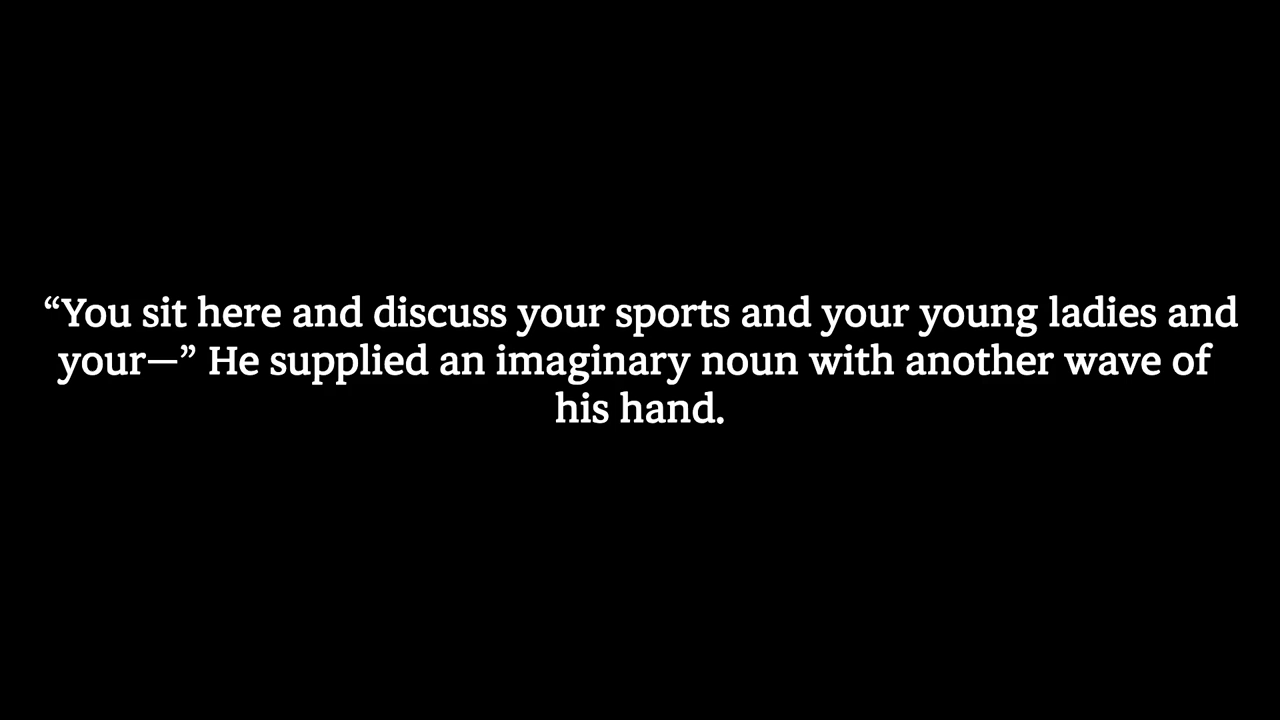 “You sit here and discuss your sports and your young ladies and
your—” He supplied an imaginary noun with another wave of
his hand.